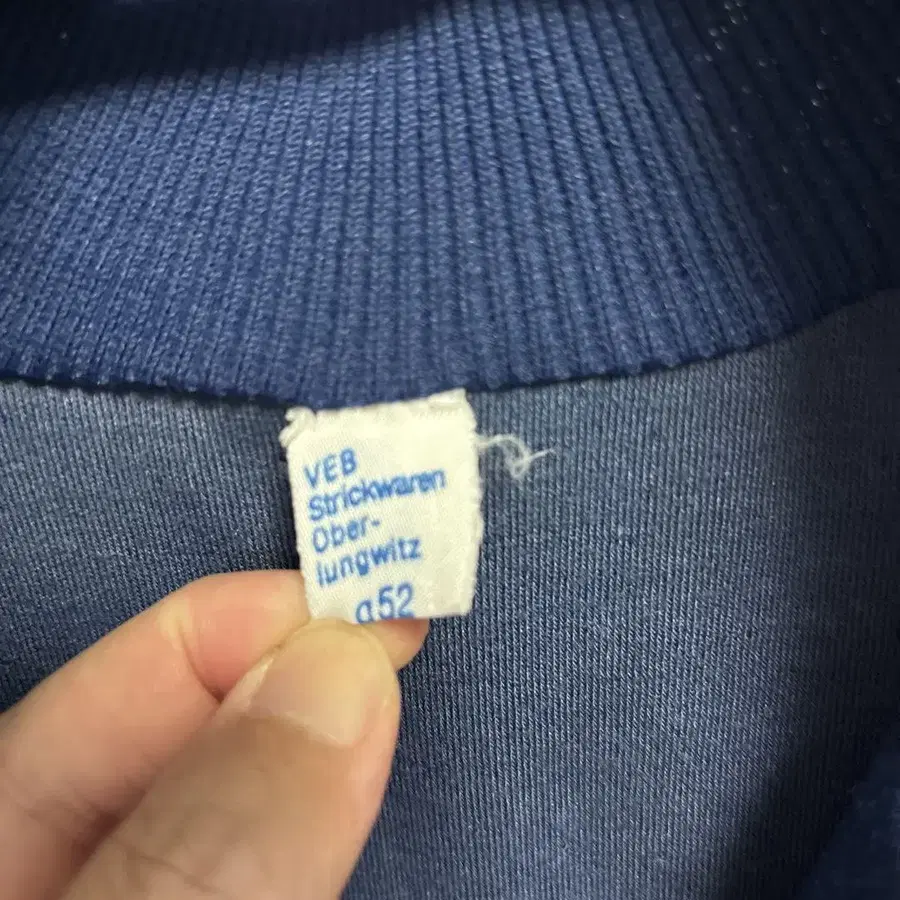 VEB
Strickwaren
Ober-
lungwitz
g52